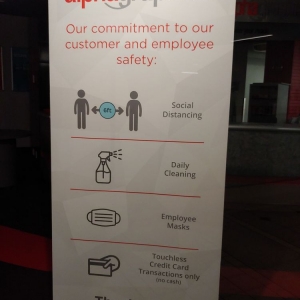 Our commitment to our
customer and employee
safety:
6ft
Social
Distancing
Daily
Cleaning
Employee
Masks
Touchless
Credit Card
Transactions only
(no cash)